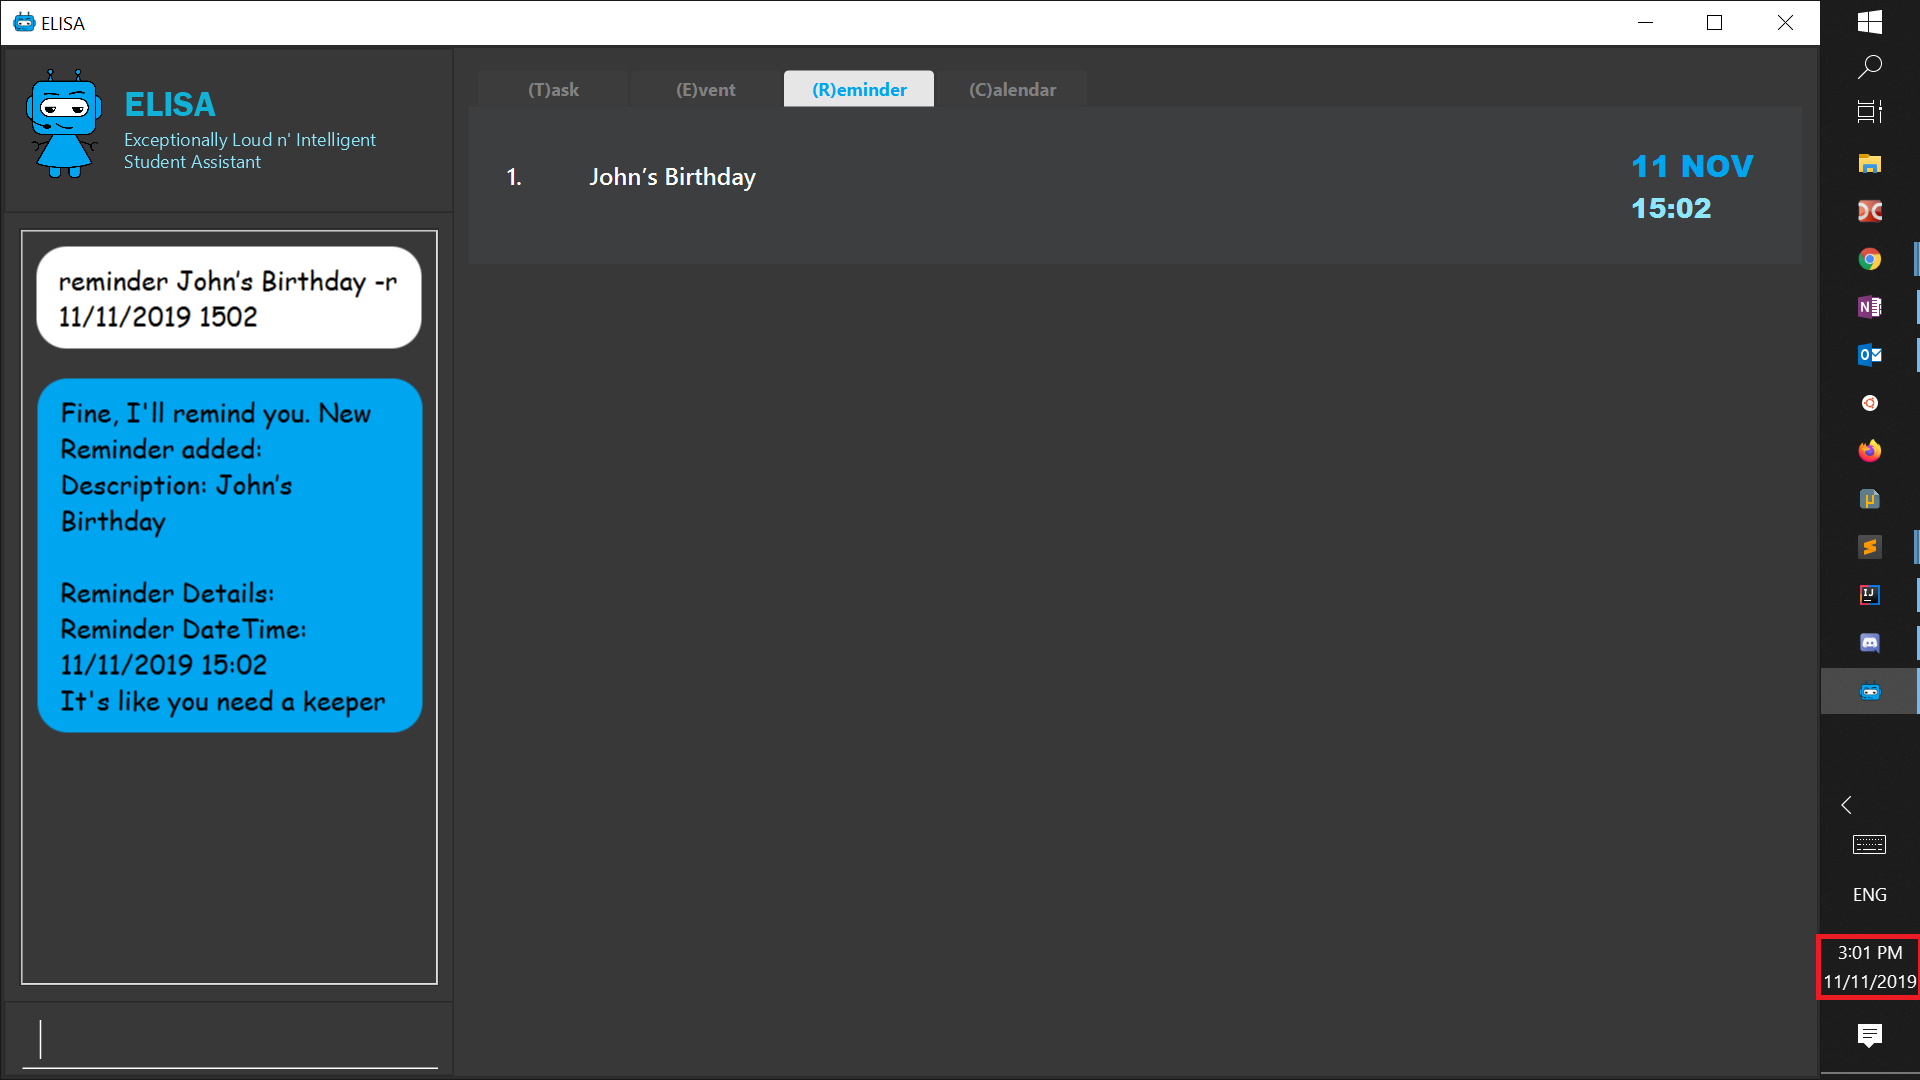 ELISA
ELISA
Exceptionally Loud n' Intelligent
Student Assistant
reminder John’s Birthday -r
11/11/2019 1502
Fine, I'll remind you. New
Reminder added:
Description: John’s
Birthday
Reminder Details:
Reminder DateTime:
11/11/2019 15:02
It's like you need a keeper
(T)ask
(E)vent
(R)eminder
(C)alendar
1.
John’s Birthday
11 NOV
15:02
ENG
3:01 PM
11/11/2019